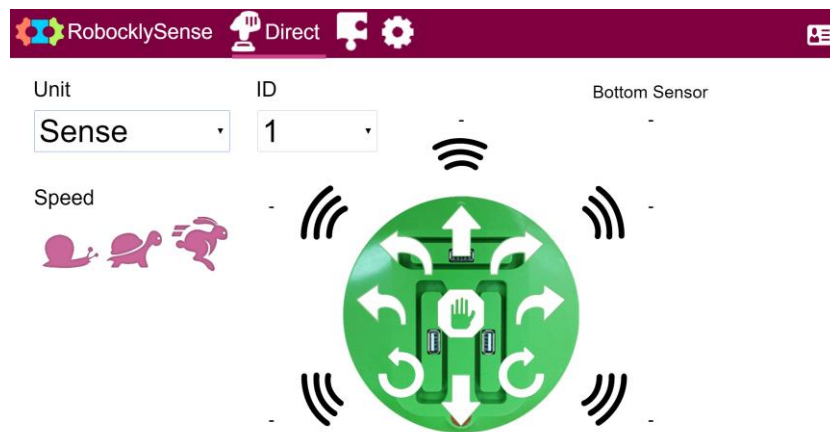 RobocklySense Direct
Unit ID Bottom Sensor
Sense 1 - -
Speed - -
- -